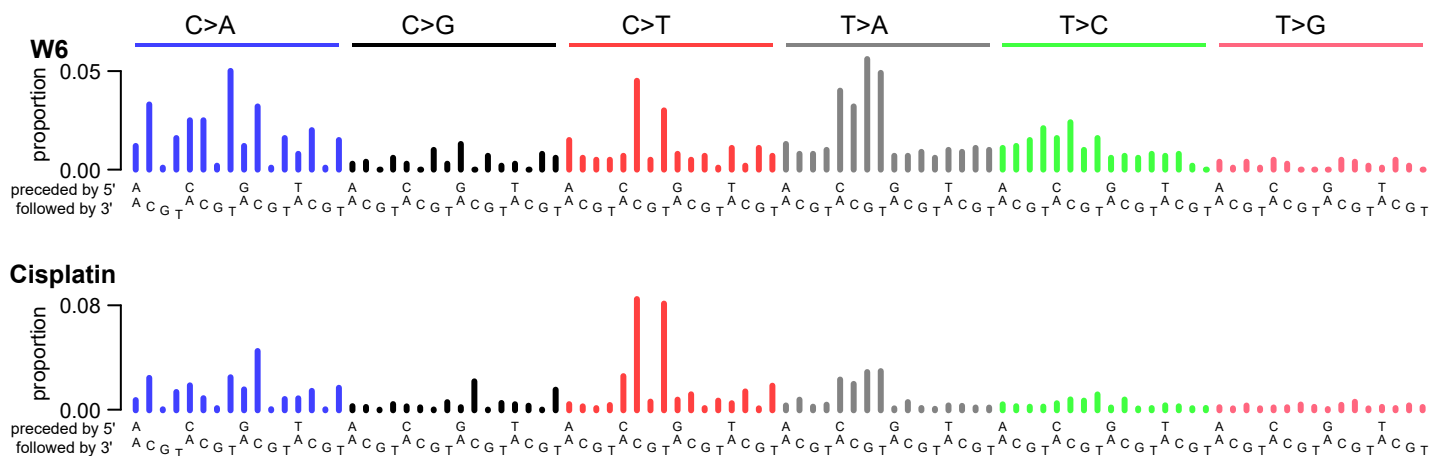 C>A C>G C>T T>A T>C T>G
W6
0.05
proportion
0.00
preceded by 5' A C G T A C G T A C G T A C G T A C G T A C G T
followed by 3' A C G T A C G T A C G T A C G T A C G T A C G T A C G T A C G T A C G T A C G T A C G T A C G T A C G T A C G T A C G T A C G T A C G T A C G T A C G T A C G T A C G T A C G T A C G T A C G T
Cisplatin
0.08
proportion
0.00
preceded by 5' A C G T A C G T A C G T A C G T A C G T A C G T
followed by 3' A C G T A C G T A C G T A C G T A C G T A C G T A C G T A C G T A C G T A C G T A C G T A C G T A C G T A C G T A C G T A C G T A C G T A C G T A C G T A C G T A C G T A C G T A C G T A C G T